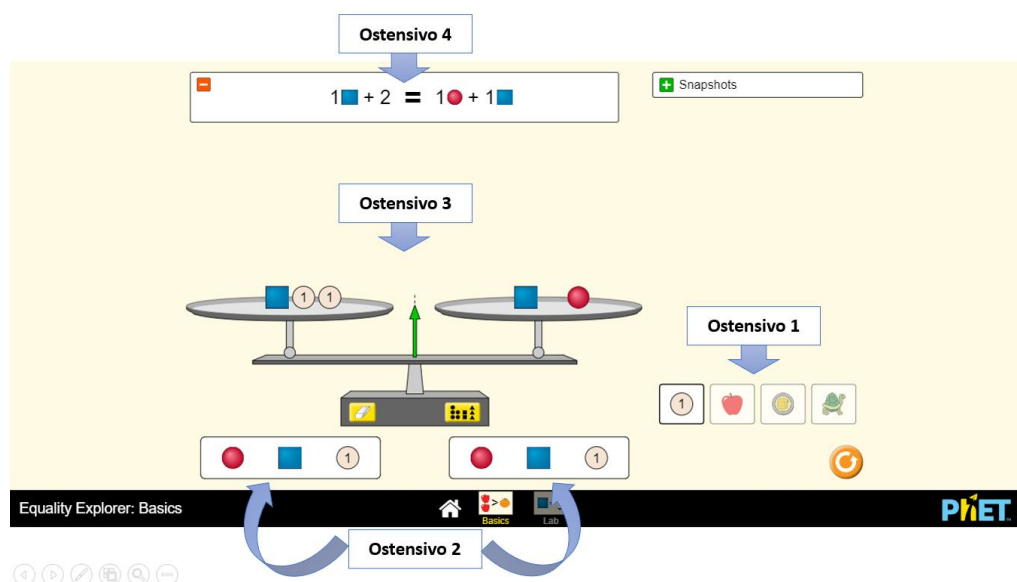 Ostensivo 4
1 + 2 = 1 + 1
Snapshots
Ostensivo 3
1 1
Ostensivo 1
1
1
1
Equality Explorer: Basics
Basics
Lab
PhET
Ostensivo 2